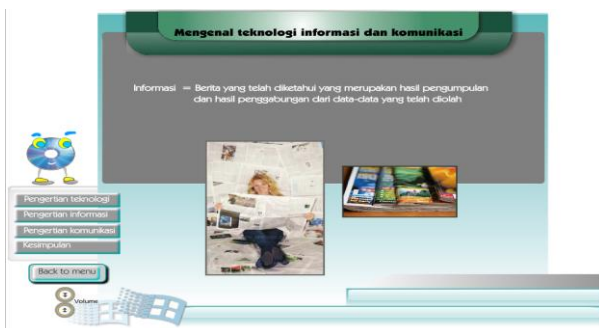 Mengenal teknologi informasi dan komunikasi
Informasi = Berita yang telah diketahui yang merupakan hasil pengumpulan
dan hasil penggabungan dari data-data yang telah diolah
Pengertian teknologi
Pengertian informasi
Pengertian komunikasi
Kesimpulan
Back to menu
Volume